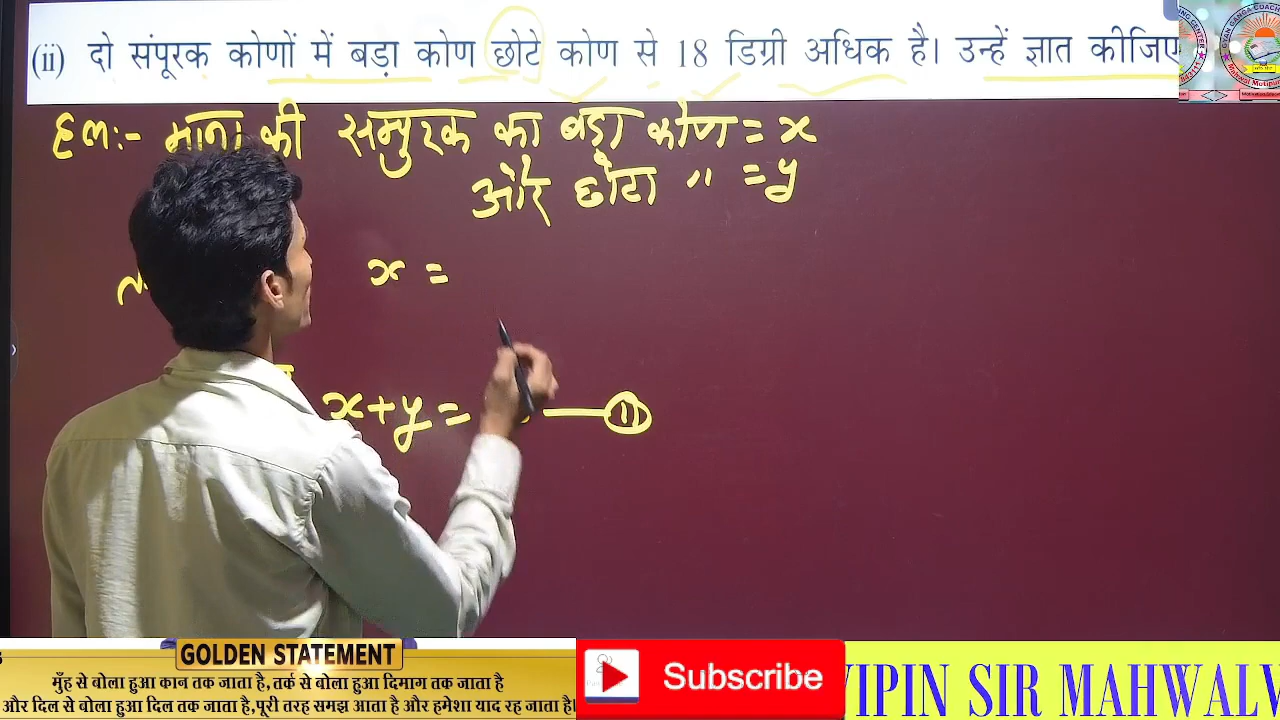 (ii) दो संपूरक कोणों में बड़ा कोण छोटे कोण से 18 डिग्री अधिक है। उन्हें ज्ञात कीजिए
हलः- माना की सम्पुरक का बड़ा कोण = x
और छोटा " = y
x =
x + y =
GOLDEN STATEMENT
मुँह से बोला हुआ कान तक जाता है, तर्क से बोला हुआ दिमाग तक जाता है
और दिल से बोला हुआ दिल तक जाता है, पूरी तरह समझ आता है और हमेशा याद रह जाता है।
Subscribe
VIPIN SIR MAHWALV